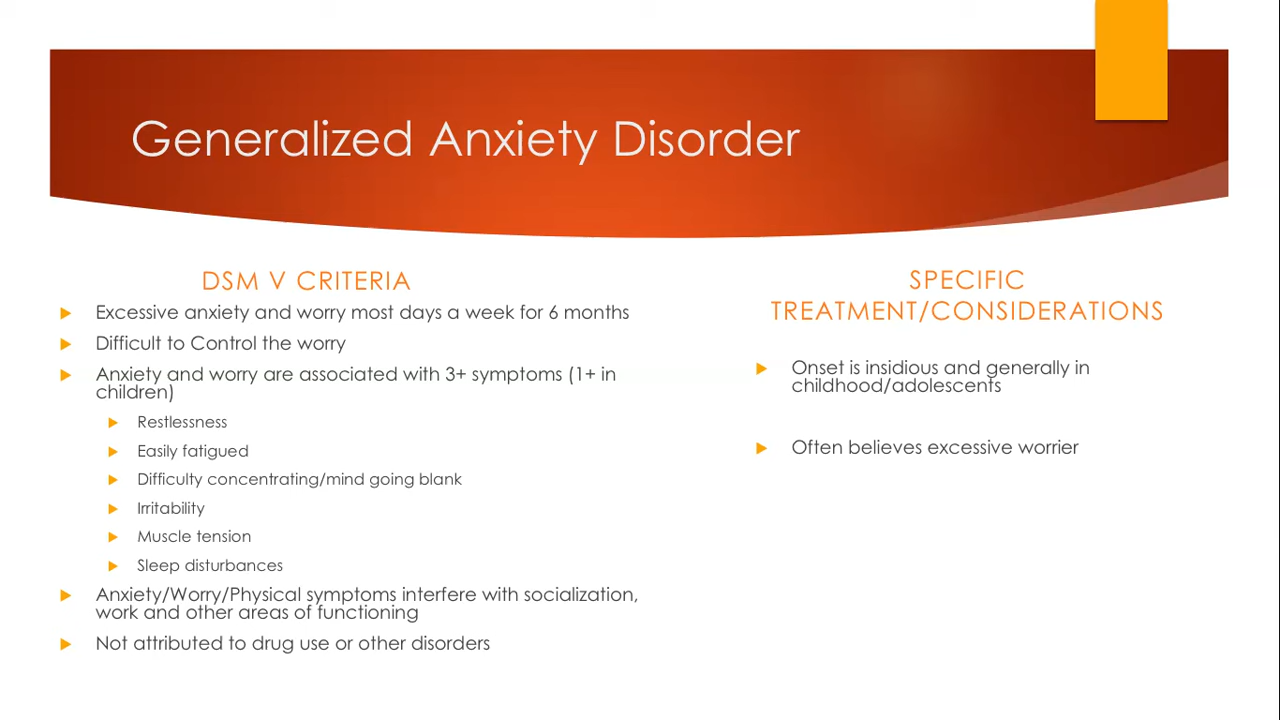 Generalized Anxiety Disorder
DSM V CRITERIA
Excessive anxiety and worry most days a week for 6 months
Difficult to Control the worry
Anxiety and worry are associated with 3+ symptoms (1+ in
children)
Restlessness
Easily fatigued
Difficulty concentrating/mind going blank
Irritability
Muscle tension
Sleep disturbances
Anxiety/Worry/Physical symptoms interfere with socialization,
work and other areas of functioning
Not attributed to drug use or other disorders
SPECIFIC
TREATMENT/CONSIDERATIONS
Onset is insidious and generally in
childhood/adolescents
Often believes excessive worrier